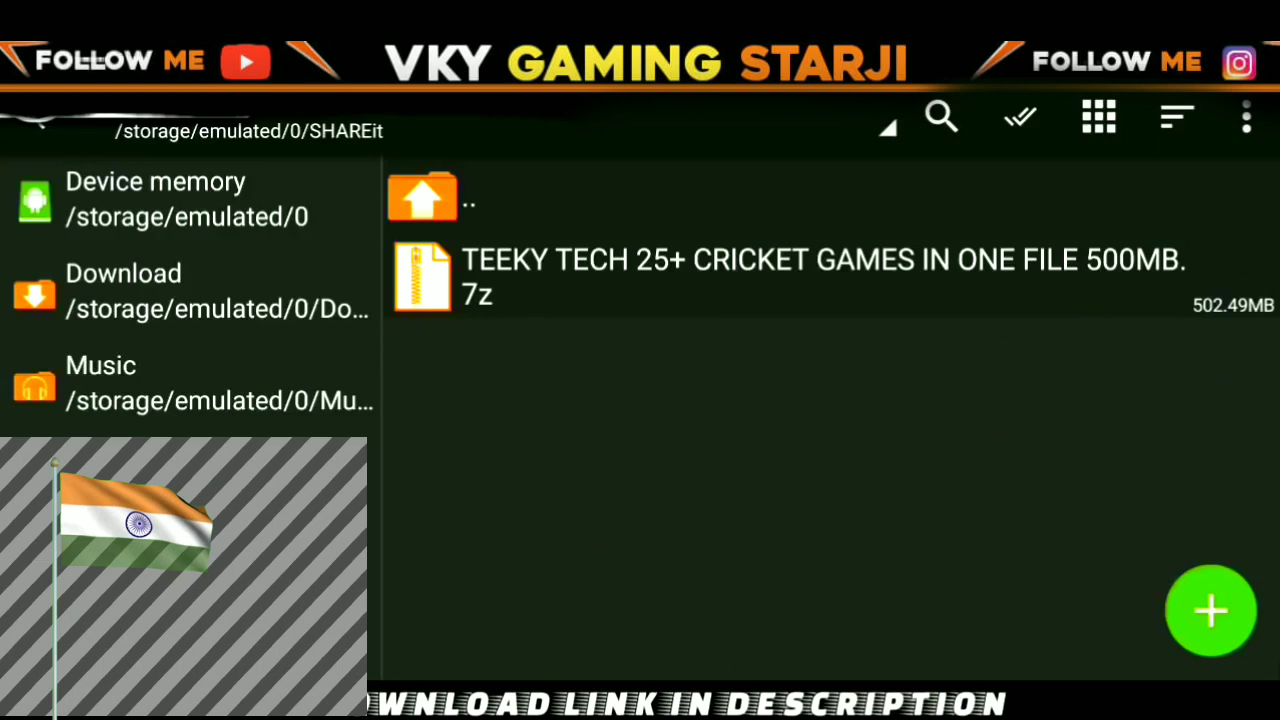 FOLLOW ME
VKY GAMING STARJI
FOLLOW ME
/storage/emulated/0/SHAREit
Device memory
/storage/emulated/0
Download
/storage/emulated/0/Do...
Music
/storage/emulated/0/Mu...
..
TEEKY TECH 25+ CRICKET GAMES IN ONE FILE 500MB.
7z
502.49MB
OWNLOAD LINK IN DESCRIPTION